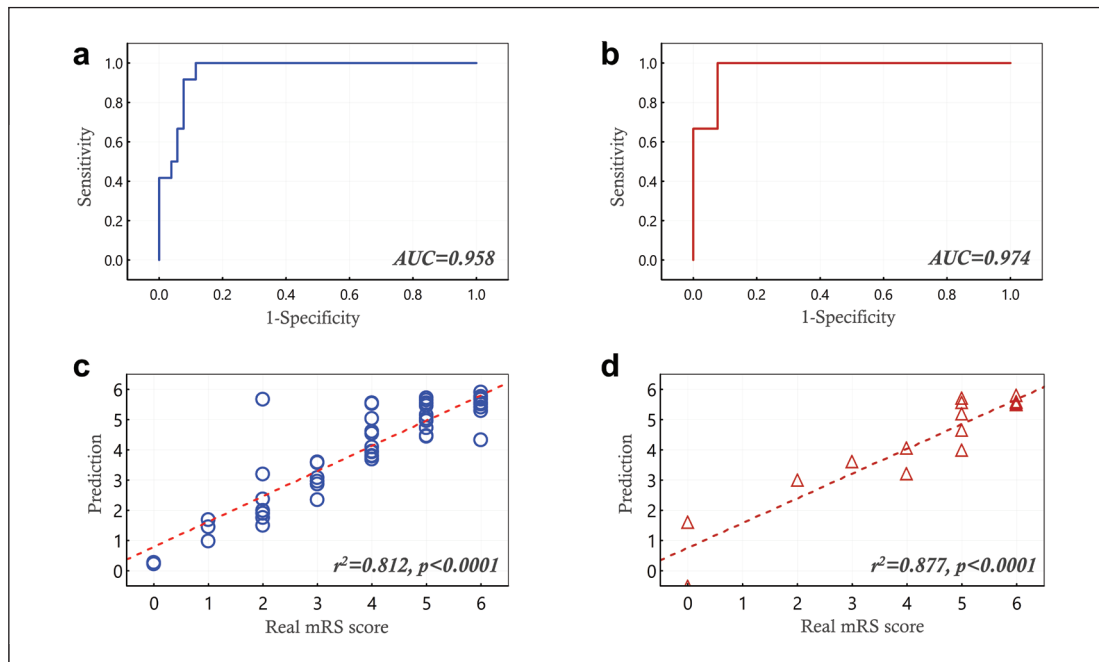 a
1.0
0.8
0.6
0.4
0.2
0.0
Sensitivity
AUC=0.958
0.0 0.2 0.4 0.6 0.8 1.0
1-Specificity
b
1.0
0.8
0.6
0.4
0.2
0.0
Sensitivity
AUC=0.974
0.0 0.2 0.4 0.6 0.8 1.0
1-Specificity
c
6
5
4
3
2
1
0
Prediction
r²=0.812, p<0.0001
0 1 2 3 4 5 6
Real mRS score
d
6
5
4
3
2
1
0
Prediction
r²=0.877, p<0.0001
0 1 2 3 4 5 6
Real mRS score